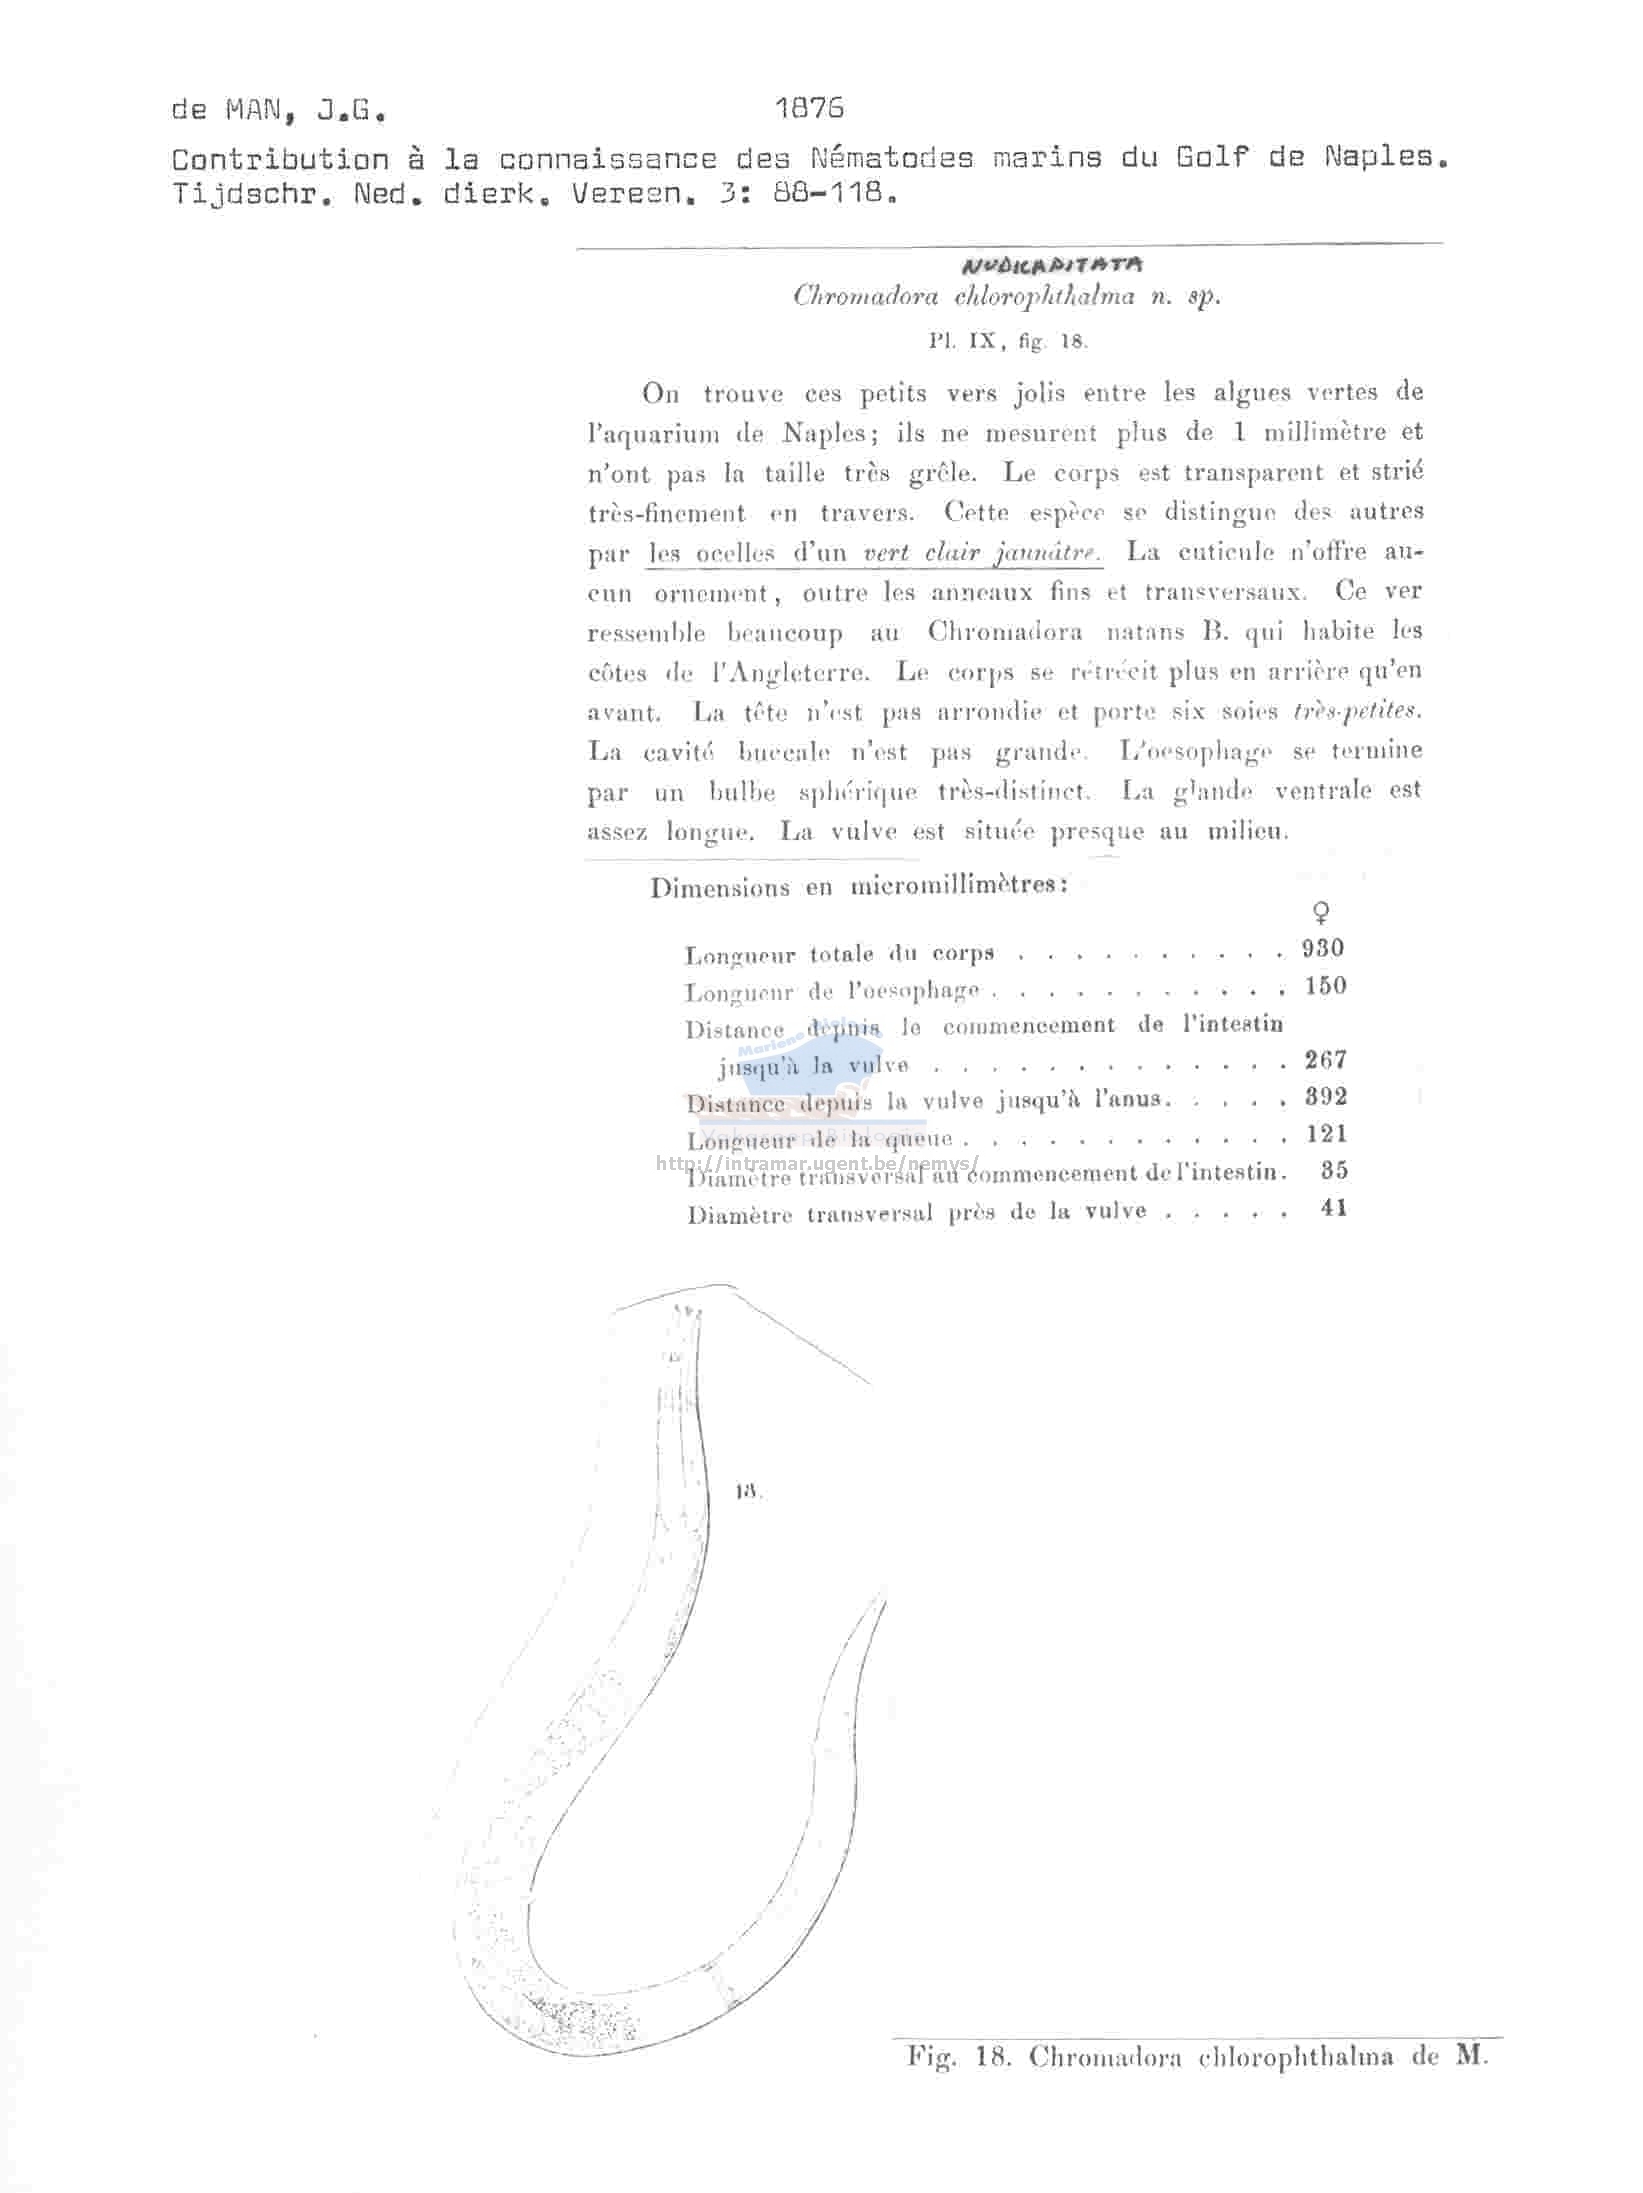 de MAN, J.G. 1876
Contribution à la connaissance des Nématodes marins du Golf de Naples.
Tijdschr. Ned. dierk. Vereen. 3: 88-118.
NUDICAPITATA
Chromadora chlorophthalma n. sp.
Pl. IX, fig. 18.
On trouve ces petits vers jolis entre les algues vertes de
l'aquarium de Naples; ils ne mesurent plus de 1 millimètre et
n'ont pas la taille très grêle. Le corps est transparent et strié
très-finement en travers. Cette espèce se distingue des autres
par les ocelles d'un vert clair jaunâtre. La cuticule n'offre au-
cun ornement, outre les anneaux fins et transversaux. Ce ver
ressemble beaucoup au Chromadora natans B. qui habite les
côtes de l'Angleterre. Le corps se rétrécit plus en arrière qu'en
avant. La tête n'est pas arrondie et porte six soies très-petites.
La cavité buccale n'est pas grande. L'oesophage se termine
par un bulbe sphérique très-distinct. La glande ventrale est
assez longue. La vulve est située presque au milieu.
Dimensions en micromillimètres:
♀
Longueur totale du corps . . . . . . . . . . 930
Longueur de l'oesophage . . . . . . . . . . . 150
Distance depuis le commencement de l'intestin
jusqu'à la vulve . . . . . . . . . . . . . 267
Distance depuis la vulve jusqu'à l'anus. . . . . 392
Longueur de la queue . . . . . . . . . . . . 121
http://intramar.ugent.be/nemys/
Diamètre transversal au commencement de l'intestin. 35
Diamètre transversal près de la vulve . . . . . 41
18.
Fig. 18. Chromadora chlorophthalma de M.